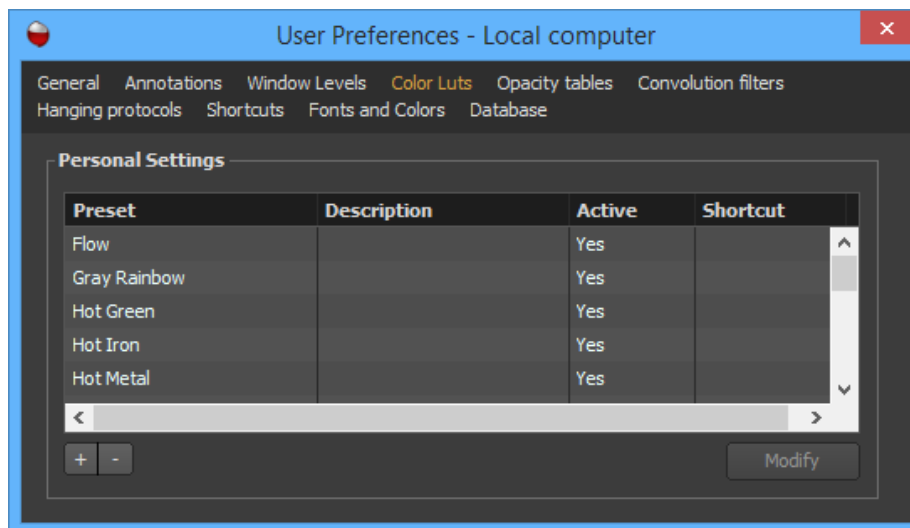 User Preferences - Local computer
General Annotations Window Levels Color Luts Opacity tables Convolution filters
Hanging protocols Shortcuts Fonts and Colors Database
Personal Settings
Preset Description Active Shortcut
Flow Yes
Gray Rainbow Yes
Hot Green Yes
Hot Iron Yes
Hot Metal Yes
+ - Modify